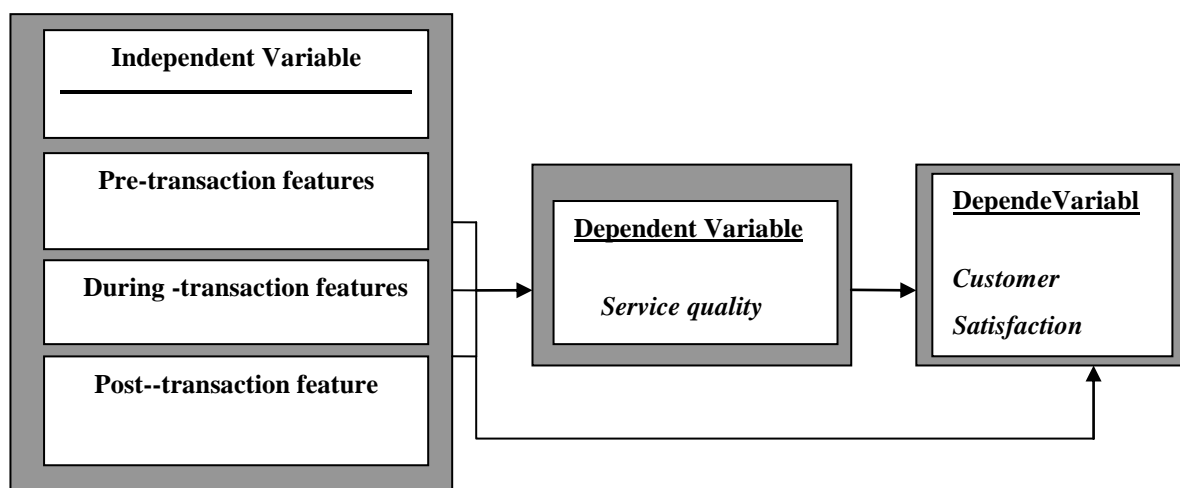 Independent Variable
Pre-transaction features
During -transaction features
Post--transaction feature
Dependent Variable
Service quality
DependeVariabl
Customer
Satisfaction